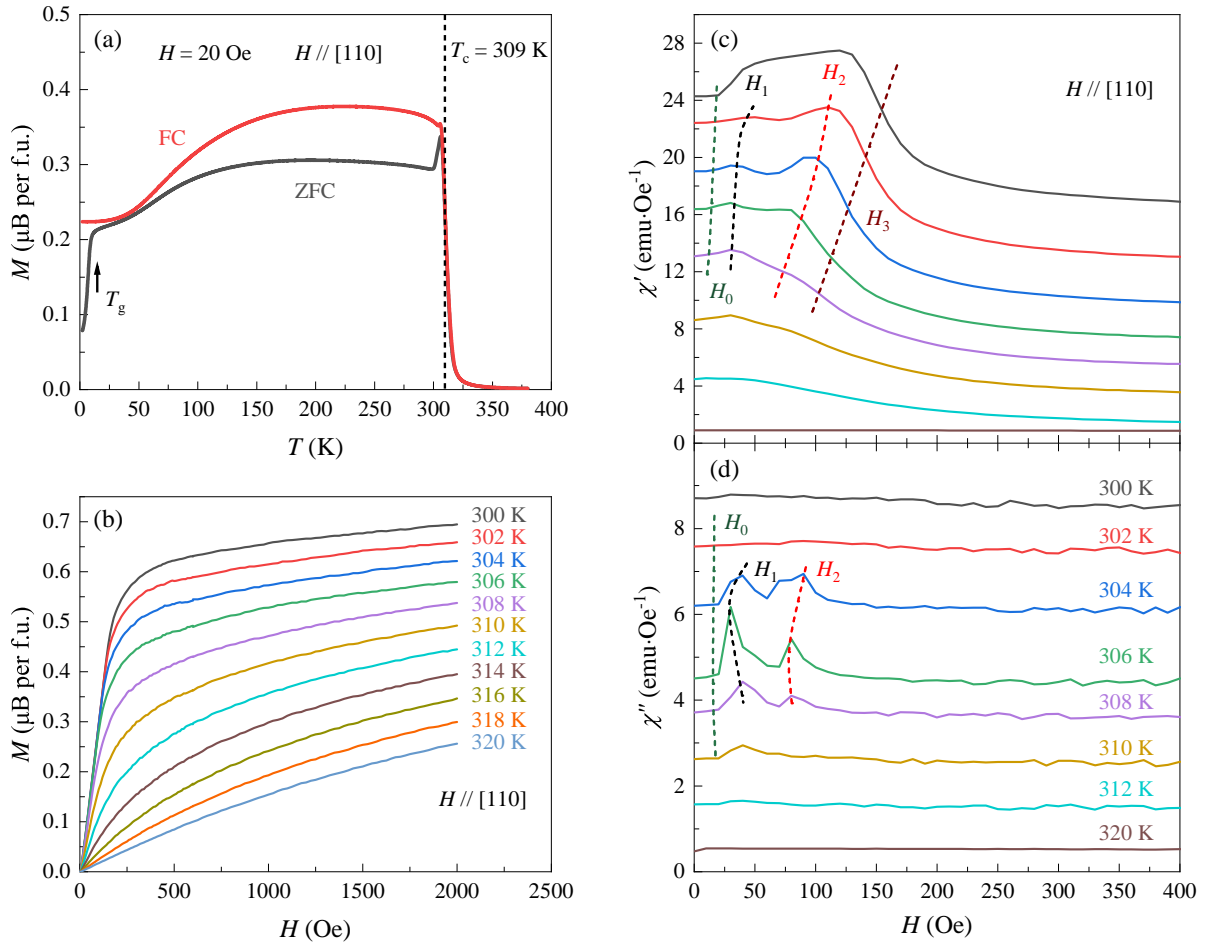 (a)
H = 20 Oe
H // [110]
T_c = 309 K
FC
ZFC
T_g
M (μB per f.u.)
0.5
0.4
0.3
0.2
0.1
0.0
0 50 100 150 200 250 300 350 400
T (K)
(b)
300 K
302 K
304 K
306 K
308 K
310 K
312 K
314 K
316 K
318 K
320 K
H // [110]
M (μB per f.u.)
0.7
0.6
0.5
0.4
0.3
0.2
0.1
0.0
0 500 1000 1500 2000 2500
H (Oe)
(c)
H // [110]
H_0
H_1
H_2
H_3
χ′ (emu·Oe⁻¹)
28
24
20
16
12
8
4
0
(d)
H_0
H_1
H_2
300 K
302 K
304 K
306 K
308 K
310 K
312 K
320 K
χ″ (emu·Oe⁻¹)
8
6
4
2
0
0 50 100 150 200 250 300 350 400
H (Oe)